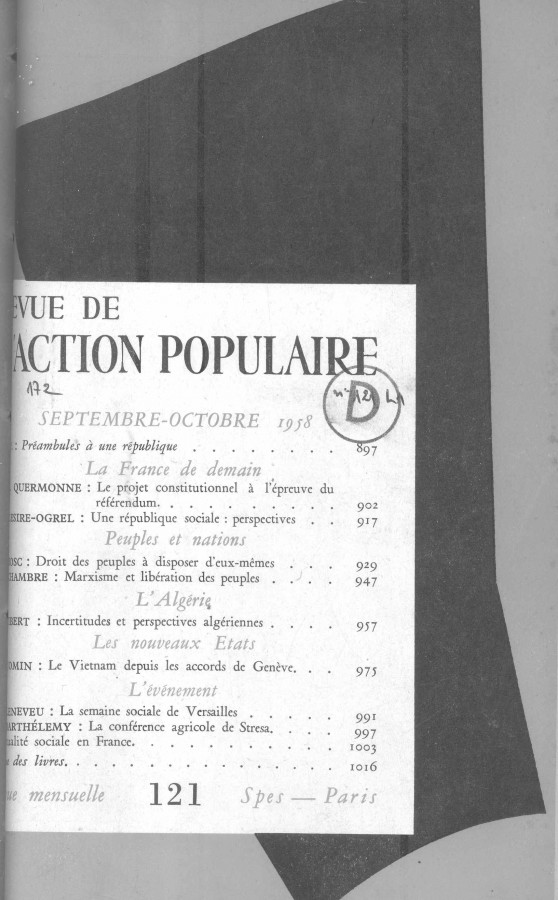 EVUE DE
'ACTION POPULAIRE
172
D
SEPTEMBRE-OCTOBRE 1958
: Préambules à une république . . . . . . . . 897
La France de demain
QUERMONNE : Le projet constitutionnel à l'épreuve du
référendum. . . . . . . . . . . 902
ESIRE-OGREL : Une république sociale : perspectives . . 917
Peuples et nations
OSC : Droit des peuples à disposer d'eux-mêmes . . . 929
HAMBRE : Marxisme et libération des peuples . . . . 947
L'Algérie
BERT : Incertitudes et perspectives algériennes . . . . 957
Les nouveaux Etats
OMIN : Le Vietnam depuis les accords de Genève. . . 975
L'événement
ENEVEU : La semaine sociale de Versailles . . . . . 991
ARTHÉLEMY : La conférence agricole de Stresa. . . . 997
ualité sociale en France. . . . . . . . . . . 1003
e des livres. . . . . . . . . . . . . . . 1016
ue mensuelle 121 Spes — Paris